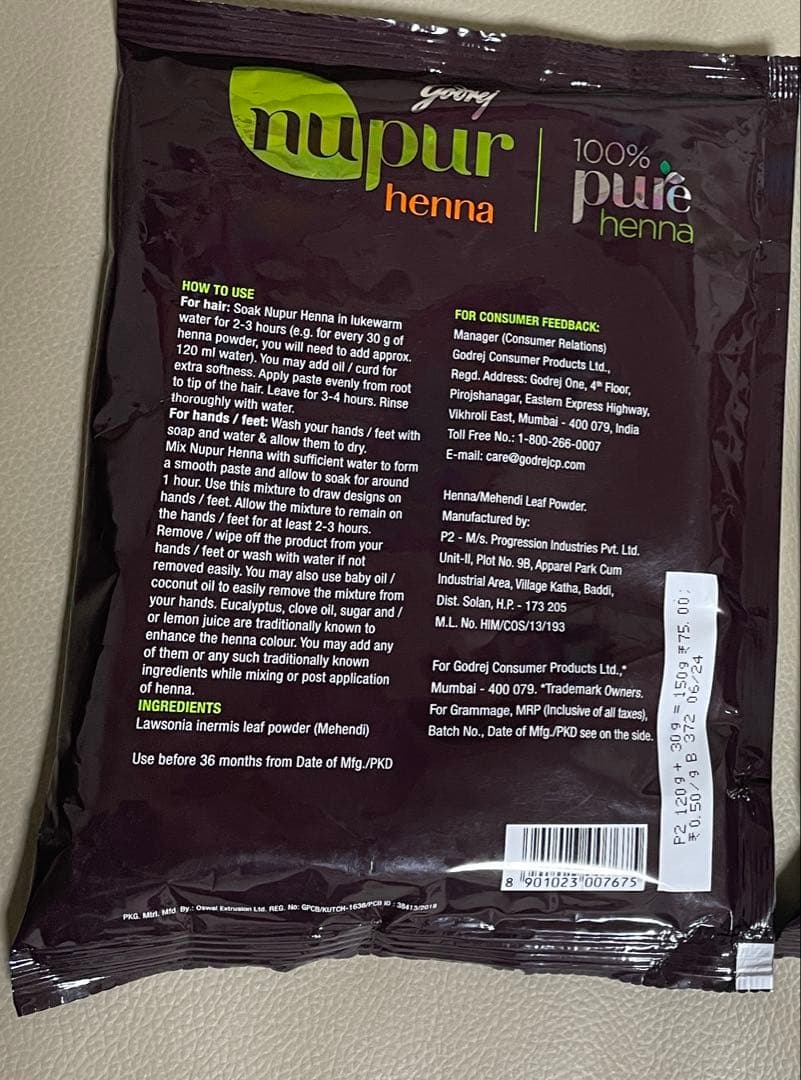 Godrej
nupur
henna
100%
pure
henna
HOW TO USE
For hair: Soak Nupur Henna in lukewarm
water for 2-3 hours (e.g. for every 30 g of
henna powder, you will need to add approx.
120 ml water). You may add oil / curd for
extra softness. Apply paste evenly from root
to tip of the hair. Leave for 3-4 hours. Rinse
thoroughly with water.
For hands / feet: Wash your hands / feet with
soap and water & allow them to dry.
Mix Nupur Henna with sufficient water to form
a smooth paste and allow to soak for around
1 hour. Use this mixture to draw designs on
hands / feet. Allow the mixture to remain on
the hands / feet for at least 2-3 hours.
Remove / wipe off the product from your
hands / feet or wash with water if not
removed easily. You may also use baby oil /
coconut oil to easily remove the mixture from
your hands. Eucalyptus, clove oil, sugar and /
or lemon juice are traditionally known to
enhance the henna colour. You may add any
of them or any such traditionally known
ingredients while mixing or post application
of henna.
INGREDIENTS
Lawsonia inermis leaf powder (Mehendi)
Use before 36 months from Date of Mfg./PKD
FOR CONSUMER FEEDBACK:
Manager (Consumer Relations)
Godrej Consumer Products Ltd.,
Regd. Address: Godrej One, 4th Floor,
Pirojshanagar, Eastern Express Highway,
Vikhroli East, Mumbai - 400 079, India
Toll Free No.: 1-800-266-0007
E-mail: care@godrejcp.com
Henna/Mehendi Leaf Powder.
Manufactured by:
P2 - M/s. Progression Industries Pvt. Ltd.
Unit-II, Plot No. 9B, Apparel Park Cum
Industrial Area, Village Katha, Baddi,
Dist. Solan, H.P. - 173 205
M.L. No. HIM/COS/13/193
For Godrej Consumer Products Ltd.,*
Mumbai - 400 079. *Trademark Owners.
For Grammage, MRP (Inclusive of all taxes),
Batch No., Date of Mfg./PKD see on the side.
P2 120g + 30g = 150g ₹75.00;
₹0.50/g B 372 06/24
8 901023 007675
PKG. Mtrl. Mfd. By.: Oswal Extrusion Ltd. REG. No: GPCB/KUTCH-1636/PCB ID : 38413/2018